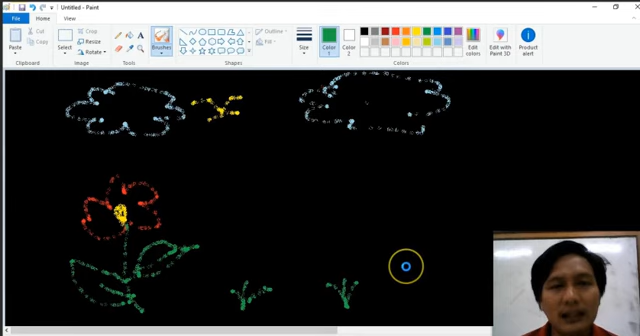 Untitled - Paint
File Home View
Paste Cut Copy Select Crop Resize Rotate Brushes Outline Fill Size Color 1 Color 2 Edit colors Edit with Paint 3D Product alert
Clipboard Image Tools Shapes Colors